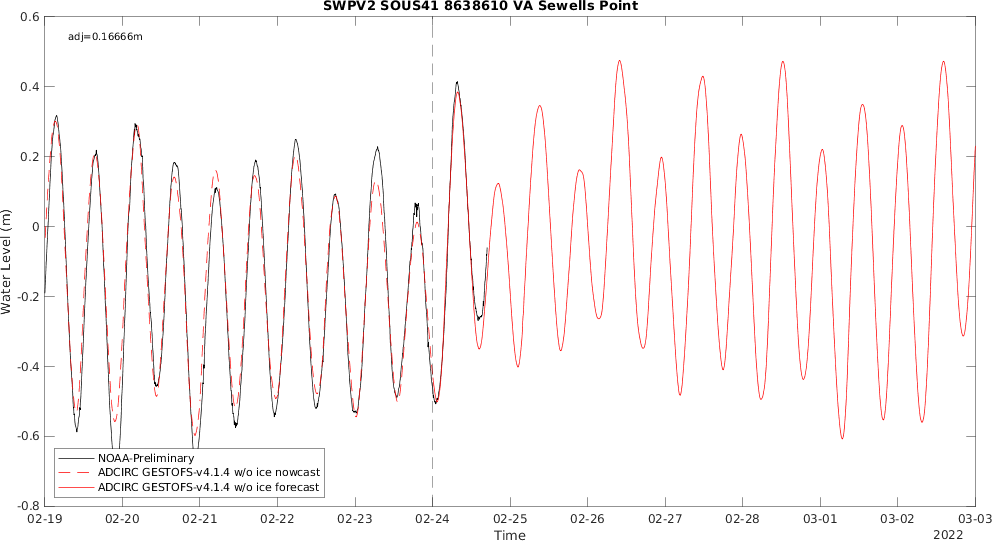 SWPV2 SOUS41 8638610 VA Sewells Point
adj=0.16666m
0.6
0.4
0.2
0
-0.2
-0.4
-0.6
-0.8
Water Level (m)
NOAA-Preliminary
ADCIRC GESTOFS-v4.1.4 w/o ice nowcast
ADCIRC GESTOFS-v4.1.4 w/o ice forecast
02-19 02-20 02-21 02-22 02-23 02-24 02-25 02-26 02-27 02-28 03-01 03-02 03-03
Time
2022